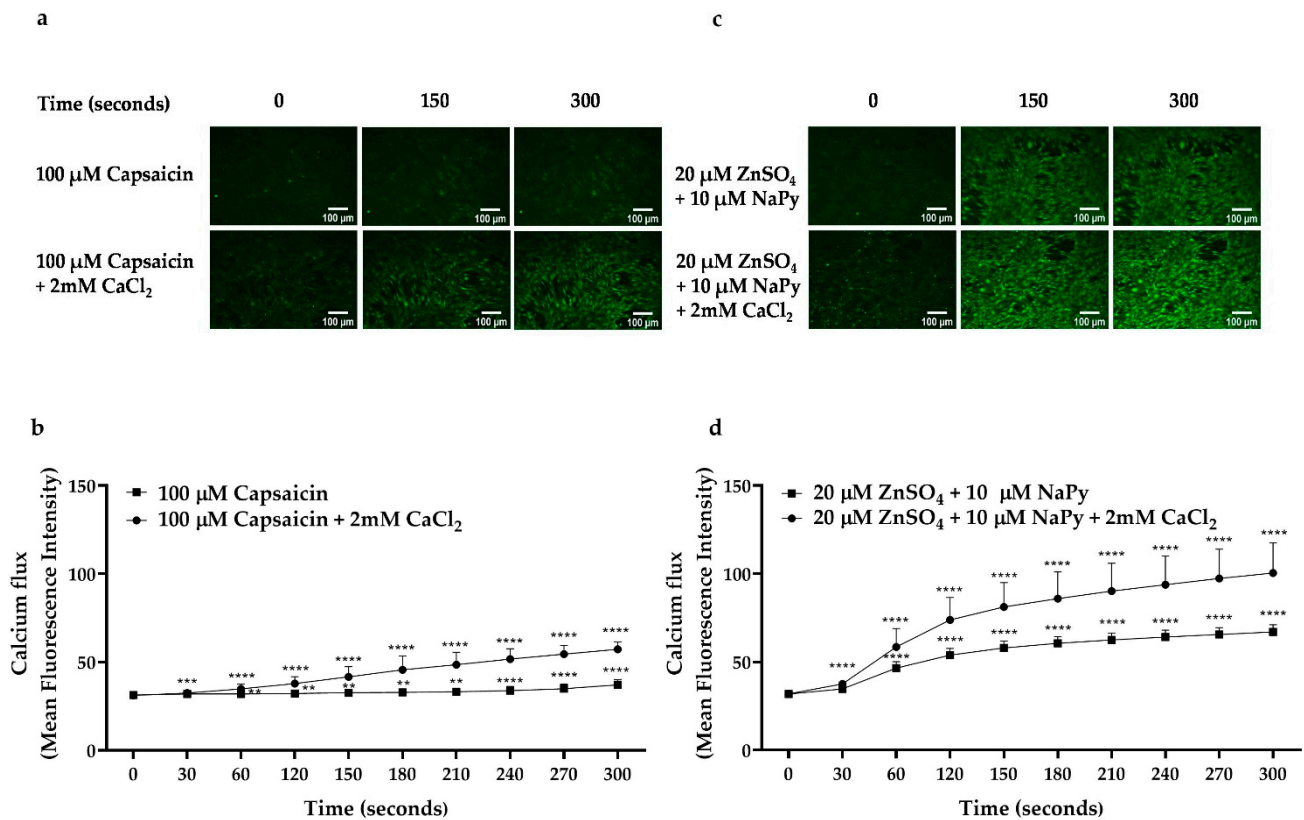 a
Time (seconds) 0 150 300
100 μM Capsaicin
100 μm 100 μm 100 μm
100 μM Capsaicin
+ 2mM CaCl₂
100 μm 100 μm 100 μm
c
0 150 300
20 μM ZnSO₄
+ 10 μM NaPy
100 μm 100 μm 100 μm
20 μM ZnSO₄
+ 10 μM NaPy
+ 2mM CaCl₂
100 μm 100 μm 100 μm
b
Calcium flux
(Mean Fluorescence Intensity)
150
100
50
0
100 μM Capsaicin
100 μM Capsaicin + 2mM CaCl₂
*** **** **** **** **** **** **** **** ****
** ** ** ** ** **** **** ****
0 30 60 120 150 180 210 240 270 300
Time (seconds)
d
Calcium flux
(Mean Fluorescence Intensity)
150
100
50
0
20 μM ZnSO₄ + 10 μM NaPy
20 μM ZnSO₄ + 10 μM NaPy + 2mM CaCl₂
**** **** **** **** **** **** **** **** ****
**** **** **** **** **** **** **** ****
0 30 60 120 150 180 210 240 270 300
Time (seconds)